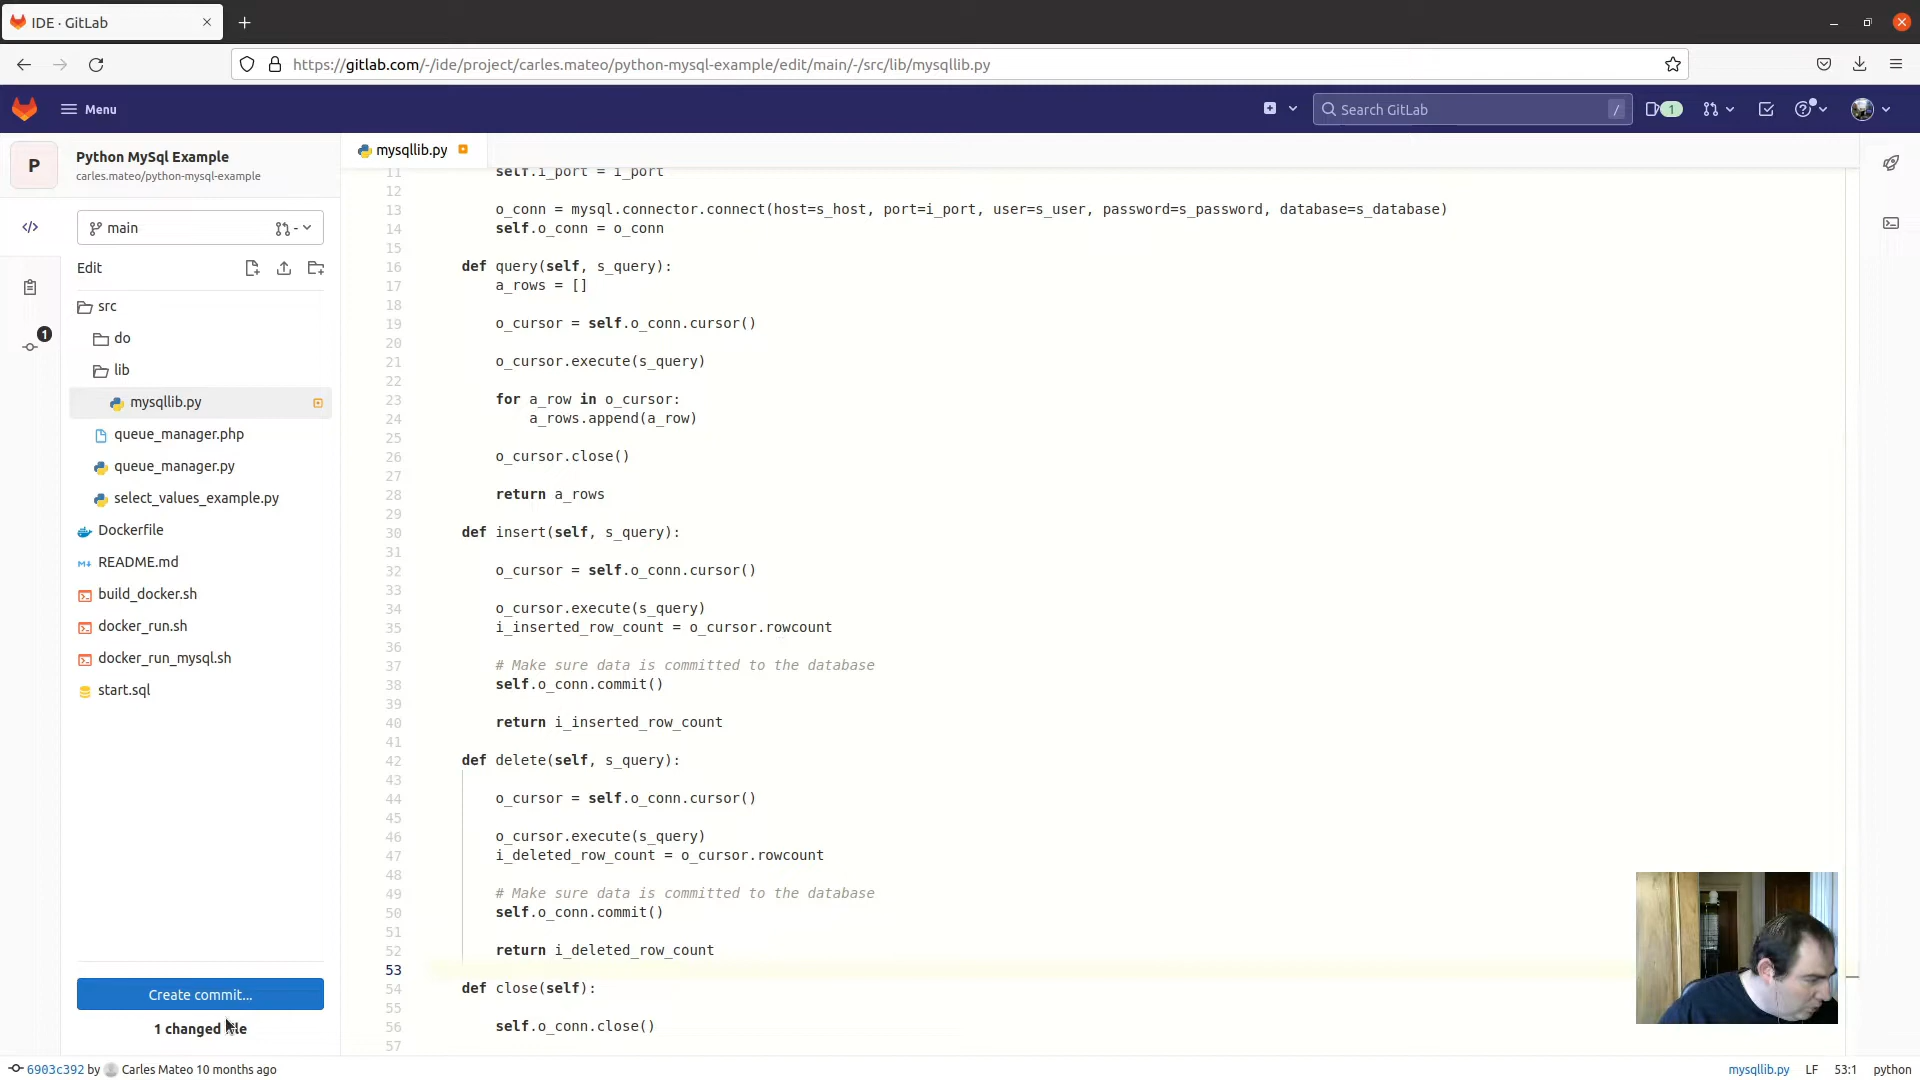 IDE · GitLab
https://gitlab.com/-/ide/project/carles.mateo/python-mysql-example/edit/main/-/src/lib/mysqllib.py
Menu
Search GitLab
/
1
P
Python MySql Example
carles.mateo/python-mysql-example
mysqllib.py
main
-
Edit
src
do
lib
mysqllib.py
queue_manager.php
queue_manager.py
select_values_example.py
Dockerfile
README.md
build_docker.sh
docker_run.sh
docker_run_mysql.sh
start.sql
1
Create commit...
1 changed file
11 self.i_port = i_port
12
13 o_conn = mysql.connector.connect(host=s_host, port=i_port, user=s_user, password=s_password, database=s_database)
14 self.o_conn = o_conn
15
16 def query(self, s_query):
17 a_rows = []
18
19 o_cursor = self.o_conn.cursor()
20
21 o_cursor.execute(s_query)
22
23 for a_row in o_cursor:
24 a_rows.append(a_row)
25
26 o_cursor.close()
27
28 return a_rows
29
30 def insert(self, s_query):
31
32 o_cursor = self.o_conn.cursor()
33
34 o_cursor.execute(s_query)
35 i_inserted_row_count = o_cursor.rowcount
36
37 # Make sure data is committed to the database
38 self.o_conn.commit()
39
40 return i_inserted_row_count
41
42 def delete(self, s_query):
43
44 o_cursor = self.o_conn.cursor()
45
46 o_cursor.execute(s_query)
47 i_deleted_row_count = o_cursor.rowcount
48
49 # Make sure data is committed to the database
50 self.o_conn.commit()
51
52 return i_deleted_row_count
53
54 def close(self):
55
56 self.o_conn.close()
57
6903c392 by Carles Mateo 10 months ago
mysqllib.py LF 53:1 python